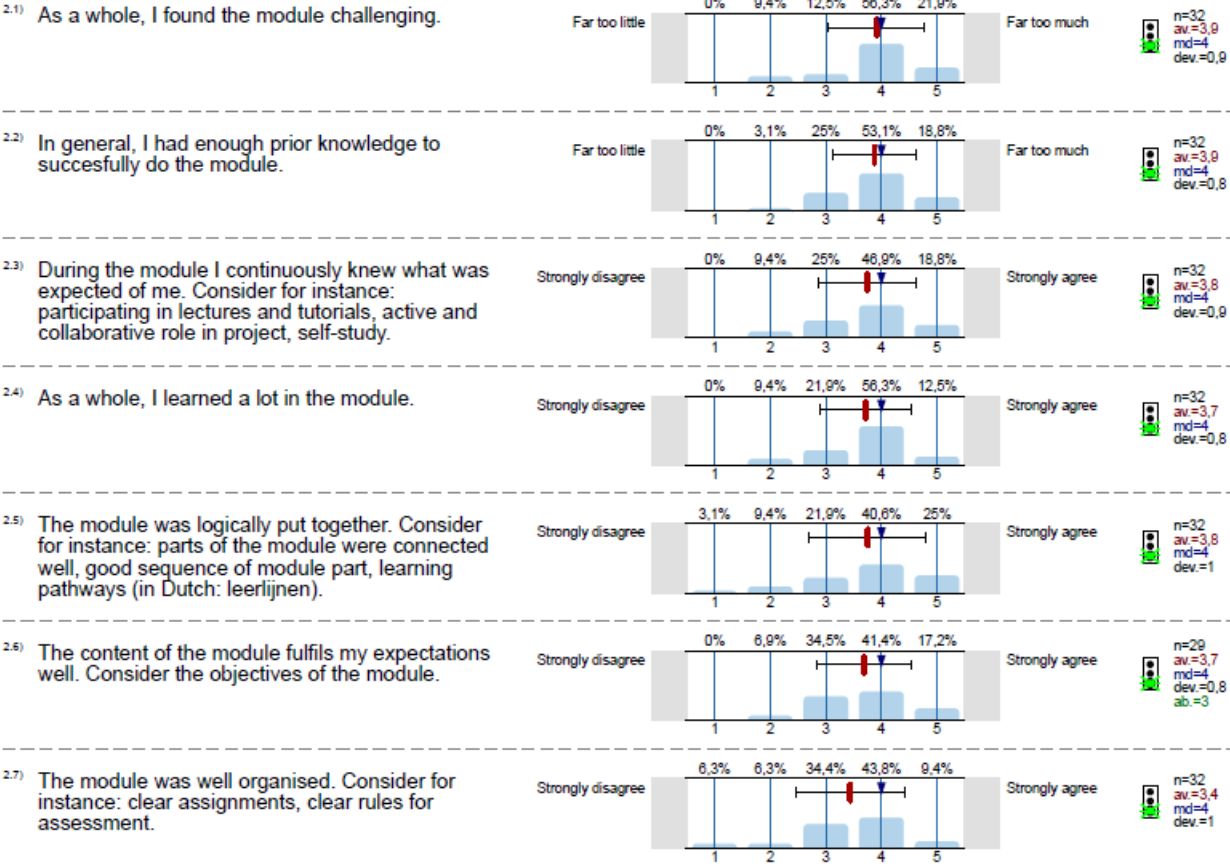 2.1) As a whole, I found the module challenging.
Far too little
0% 9,4% 12,5% 56,3% 21,9%
1 2 3 4 5
Far too much
n=32
av.=3,9
md=4
dev.=0,9
2.2) In general, I had enough prior knowledge to
succesfully do the module.
Far too little
0% 3,1% 25% 53,1% 18,8%
1 2 3 4 5
Far too much
n=32
av.=3,9
md=4
dev.=0,8
2.3) During the module I continuously knew what was
expected of me. Consider for instance:
participating in lectures and tutorials, active and
collaborative role in project, self-study.
Strongly disagree
0% 9,4% 25% 46,9% 18,8%
1 2 3 4 5
Strongly agree
n=32
av.=3,8
md=4
dev.=0,9
2.4) As a whole, I learned a lot in the module.
Strongly disagree
0% 9,4% 21,9% 56,3% 12,5%
1 2 3 4 5
Strongly agree
n=32
av.=3,7
md=4
dev.=0,8
2.5) The module was logically put together. Consider
for instance: parts of the module were connected
well, good sequence of module part, learning
pathways (in Dutch: leerlijnen).
Strongly disagree
3,1% 9,4% 21,9% 40,6% 25%
1 2 3 4 5
Strongly agree
n=32
av.=3,8
md=4
dev.=1
2.6) The content of the module fulfils my expectations
well. Consider the objectives of the module.
Strongly disagree
0% 6,9% 34,5% 41,4% 17,2%
1 2 3 4 5
Strongly agree
n=29
av.=3,7
md=4
dev.=0,8
ab.=3
2.7) The module was well organised. Consider for
instance: clear assignments, clear rules for
assessment.
Strongly disagree
6,3% 6,3% 34,4% 43,8% 9,4%
1 2 3 4 5
Strongly agree
n=32
av.=3,4
md=4
dev.=1